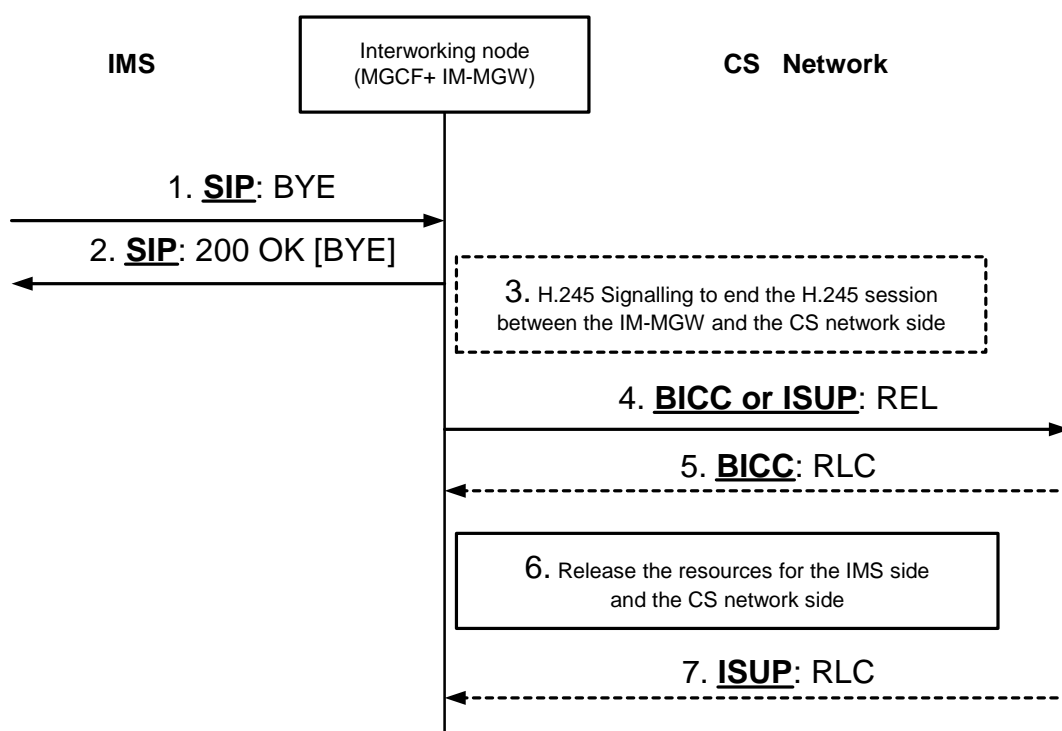 IMS
Interworking node
(MGCF+ IM-MGW)
CS Network
1. SIP: BYE
2. SIP: 200 OK [BYE]
3. H.245 Signalling to end the H.245 session
between the IM-MGW and the CS network side
4. BICC or ISUP: REL
5. BICC: RLC
6. Release the resources for the IMS side
and the CS network side
7. ISUP: RLC